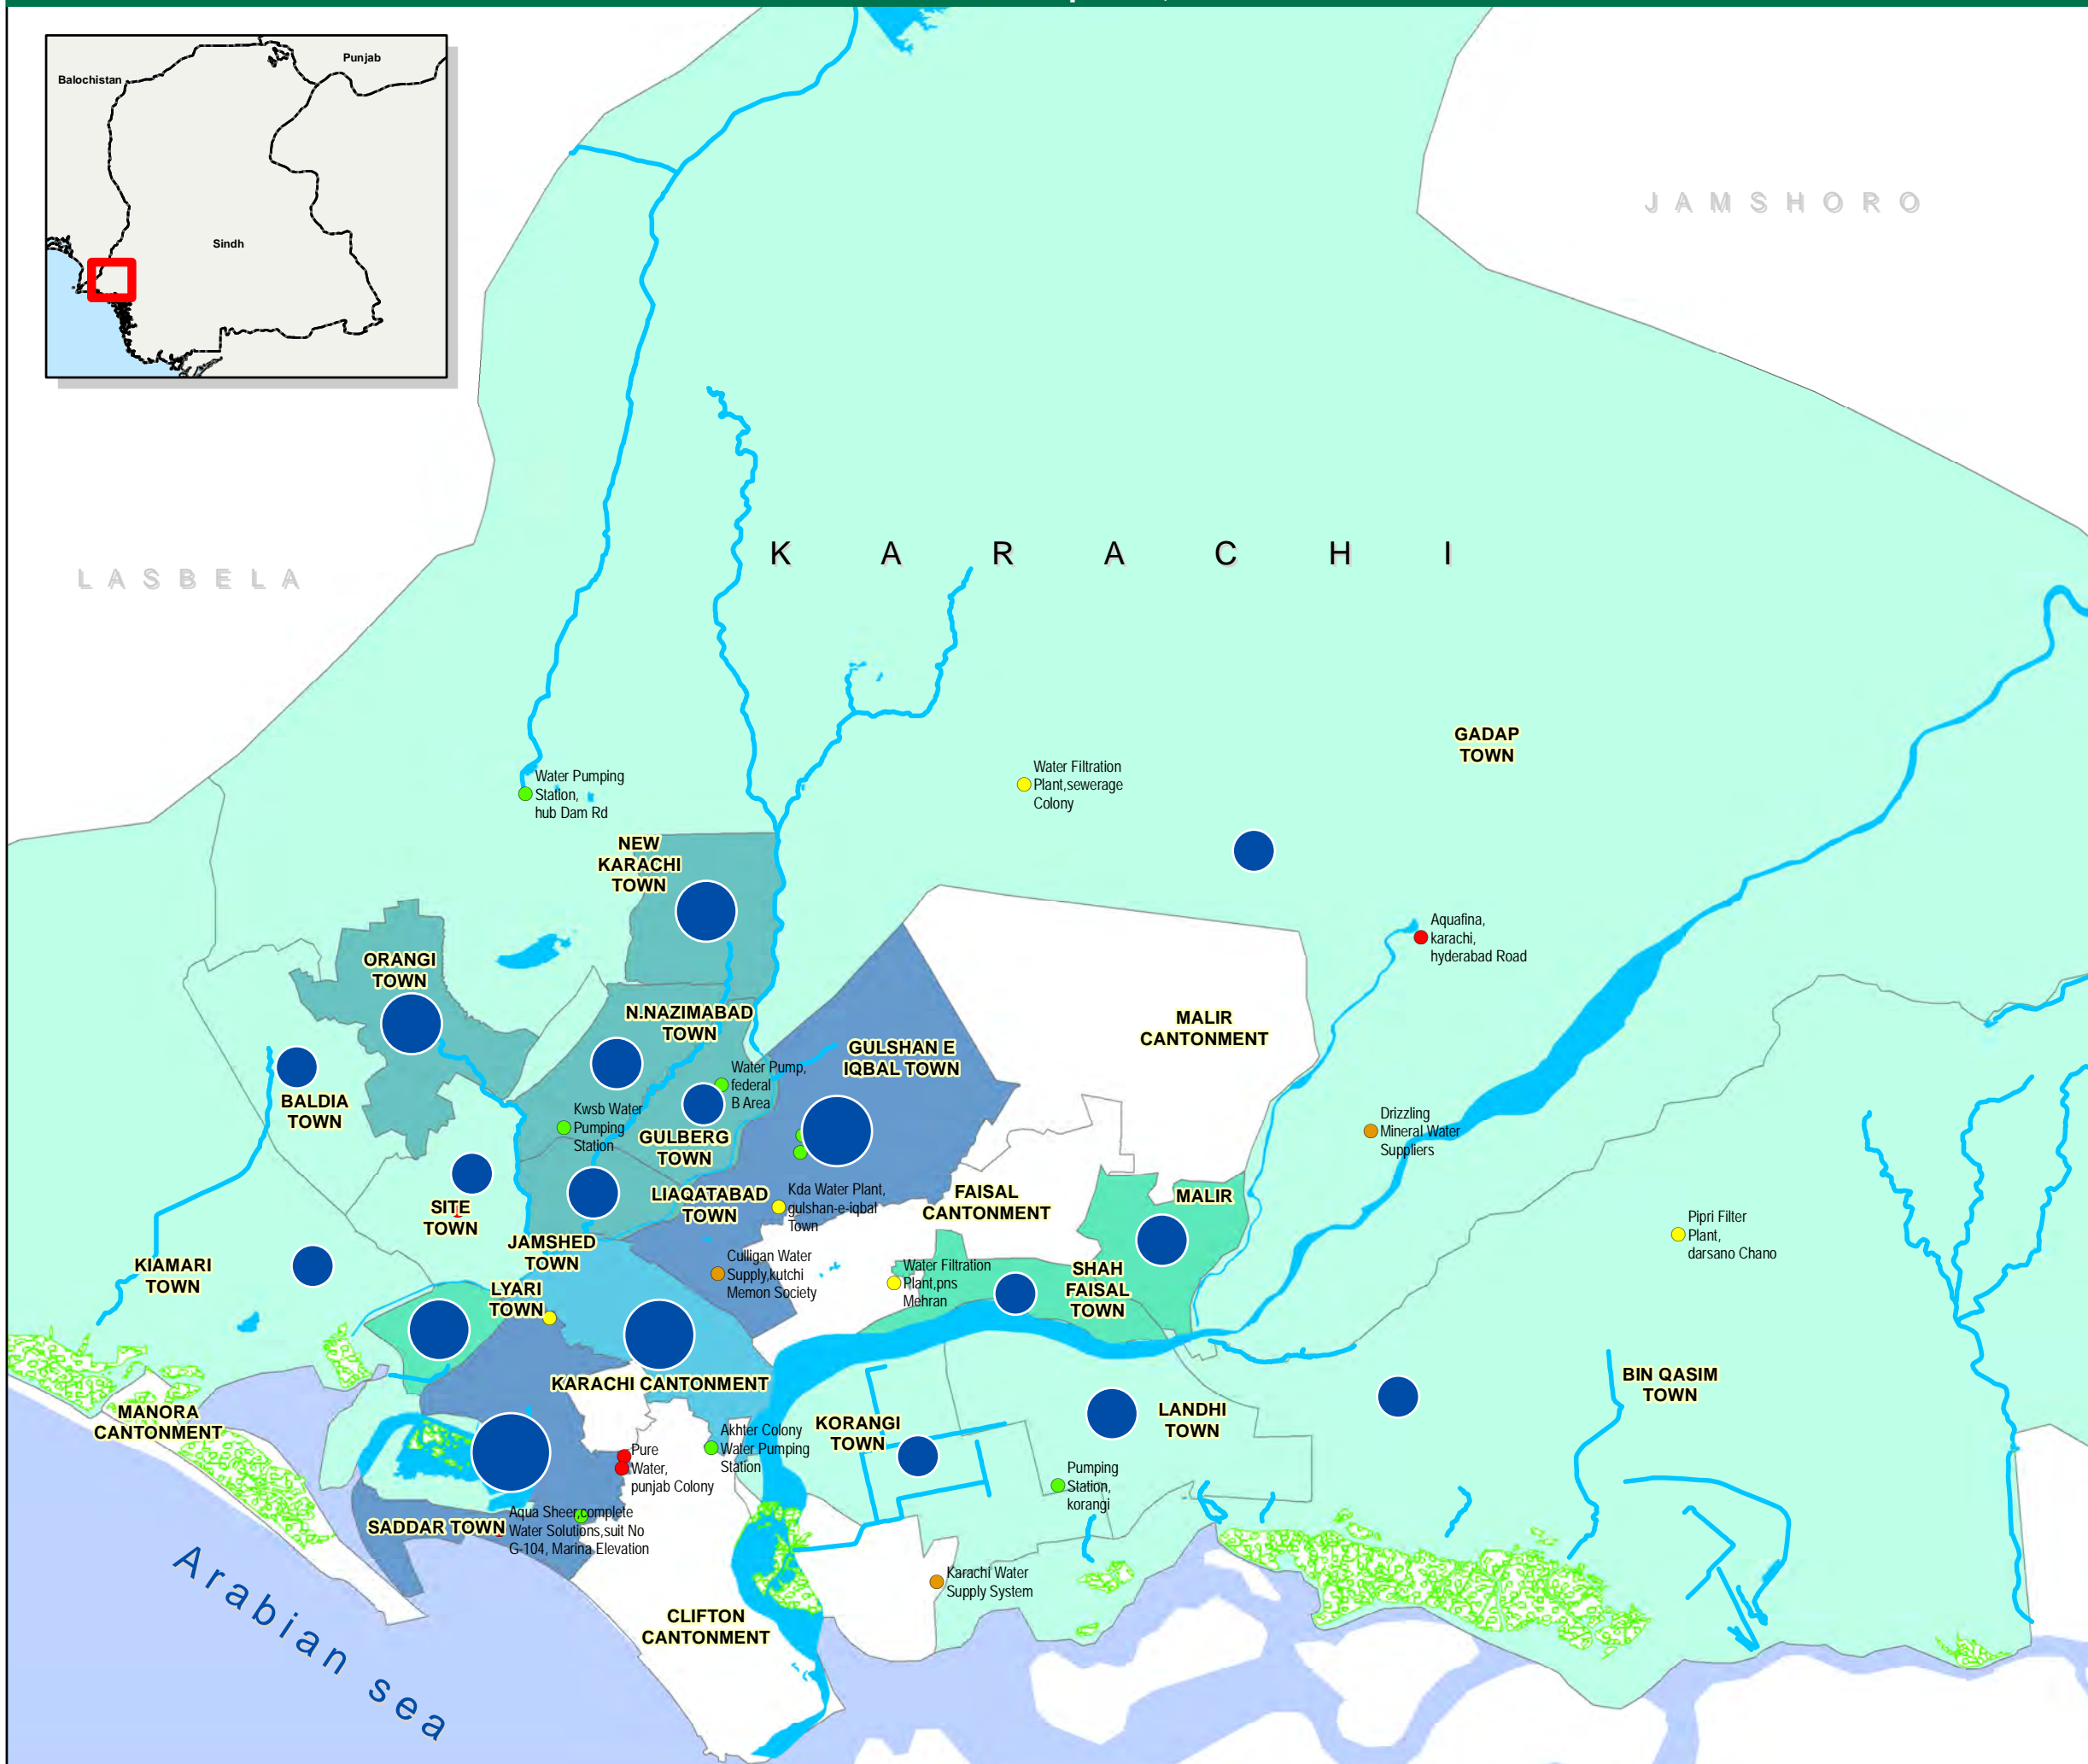 Punjab
Balochistan
Sindh
JAMSHORO
KARACHI
LASBELA
GADAP
TOWN
Water Pumping
Station,
hub Dam Rd
Water Filtration
Plant,sewerage
Colony
NEW
KARACHI
TOWN
Aquafina,
karachi,
hyderabad Road
ORANGI
TOWN
N.NAZIMABAD
TOWN
MALIR
CANTONMENT
GULSHAN E
IQBAL TOWN
Water Pump,
federal
B Area
BALDIA
TOWN
Kwsb Water
Pumping
Station
GULBERG
TOWN
Drizzling
Mineral Water
Suppliers
LIAQATABAD
TOWN
Kda Water Plant,
gulshan-e-iqbal
Town
FAISAL
CANTONMENT
MALIR
SITE
TOWN
Pipri Filter
Plant,
darsano Chano
JAMSHED
TOWN
Culligan Water
Supply,kutchi
Memon Society
Water Filtration
Plant,pns
Mehran
SHAH
FAISAL
TOWN
KIAMARI
TOWN
LYARI
TOWN
KARACHI CANTONMENT
BIN QASIM
TOWN
MANORA
CANTONMENT
KORANGI
TOWN
LANDHI
TOWN
Akhter Colony
Water Pumping
Station
Pure
Water,
punjab Colony
Pumping
Station,
korangi
SADDAR TOWN
Aqua Sheer,complete
Water Solutions,suit No
G-104, Marina Elevation
Karachi Water
Supply System
CLIFTON
CANTONMENT
Arabian sea